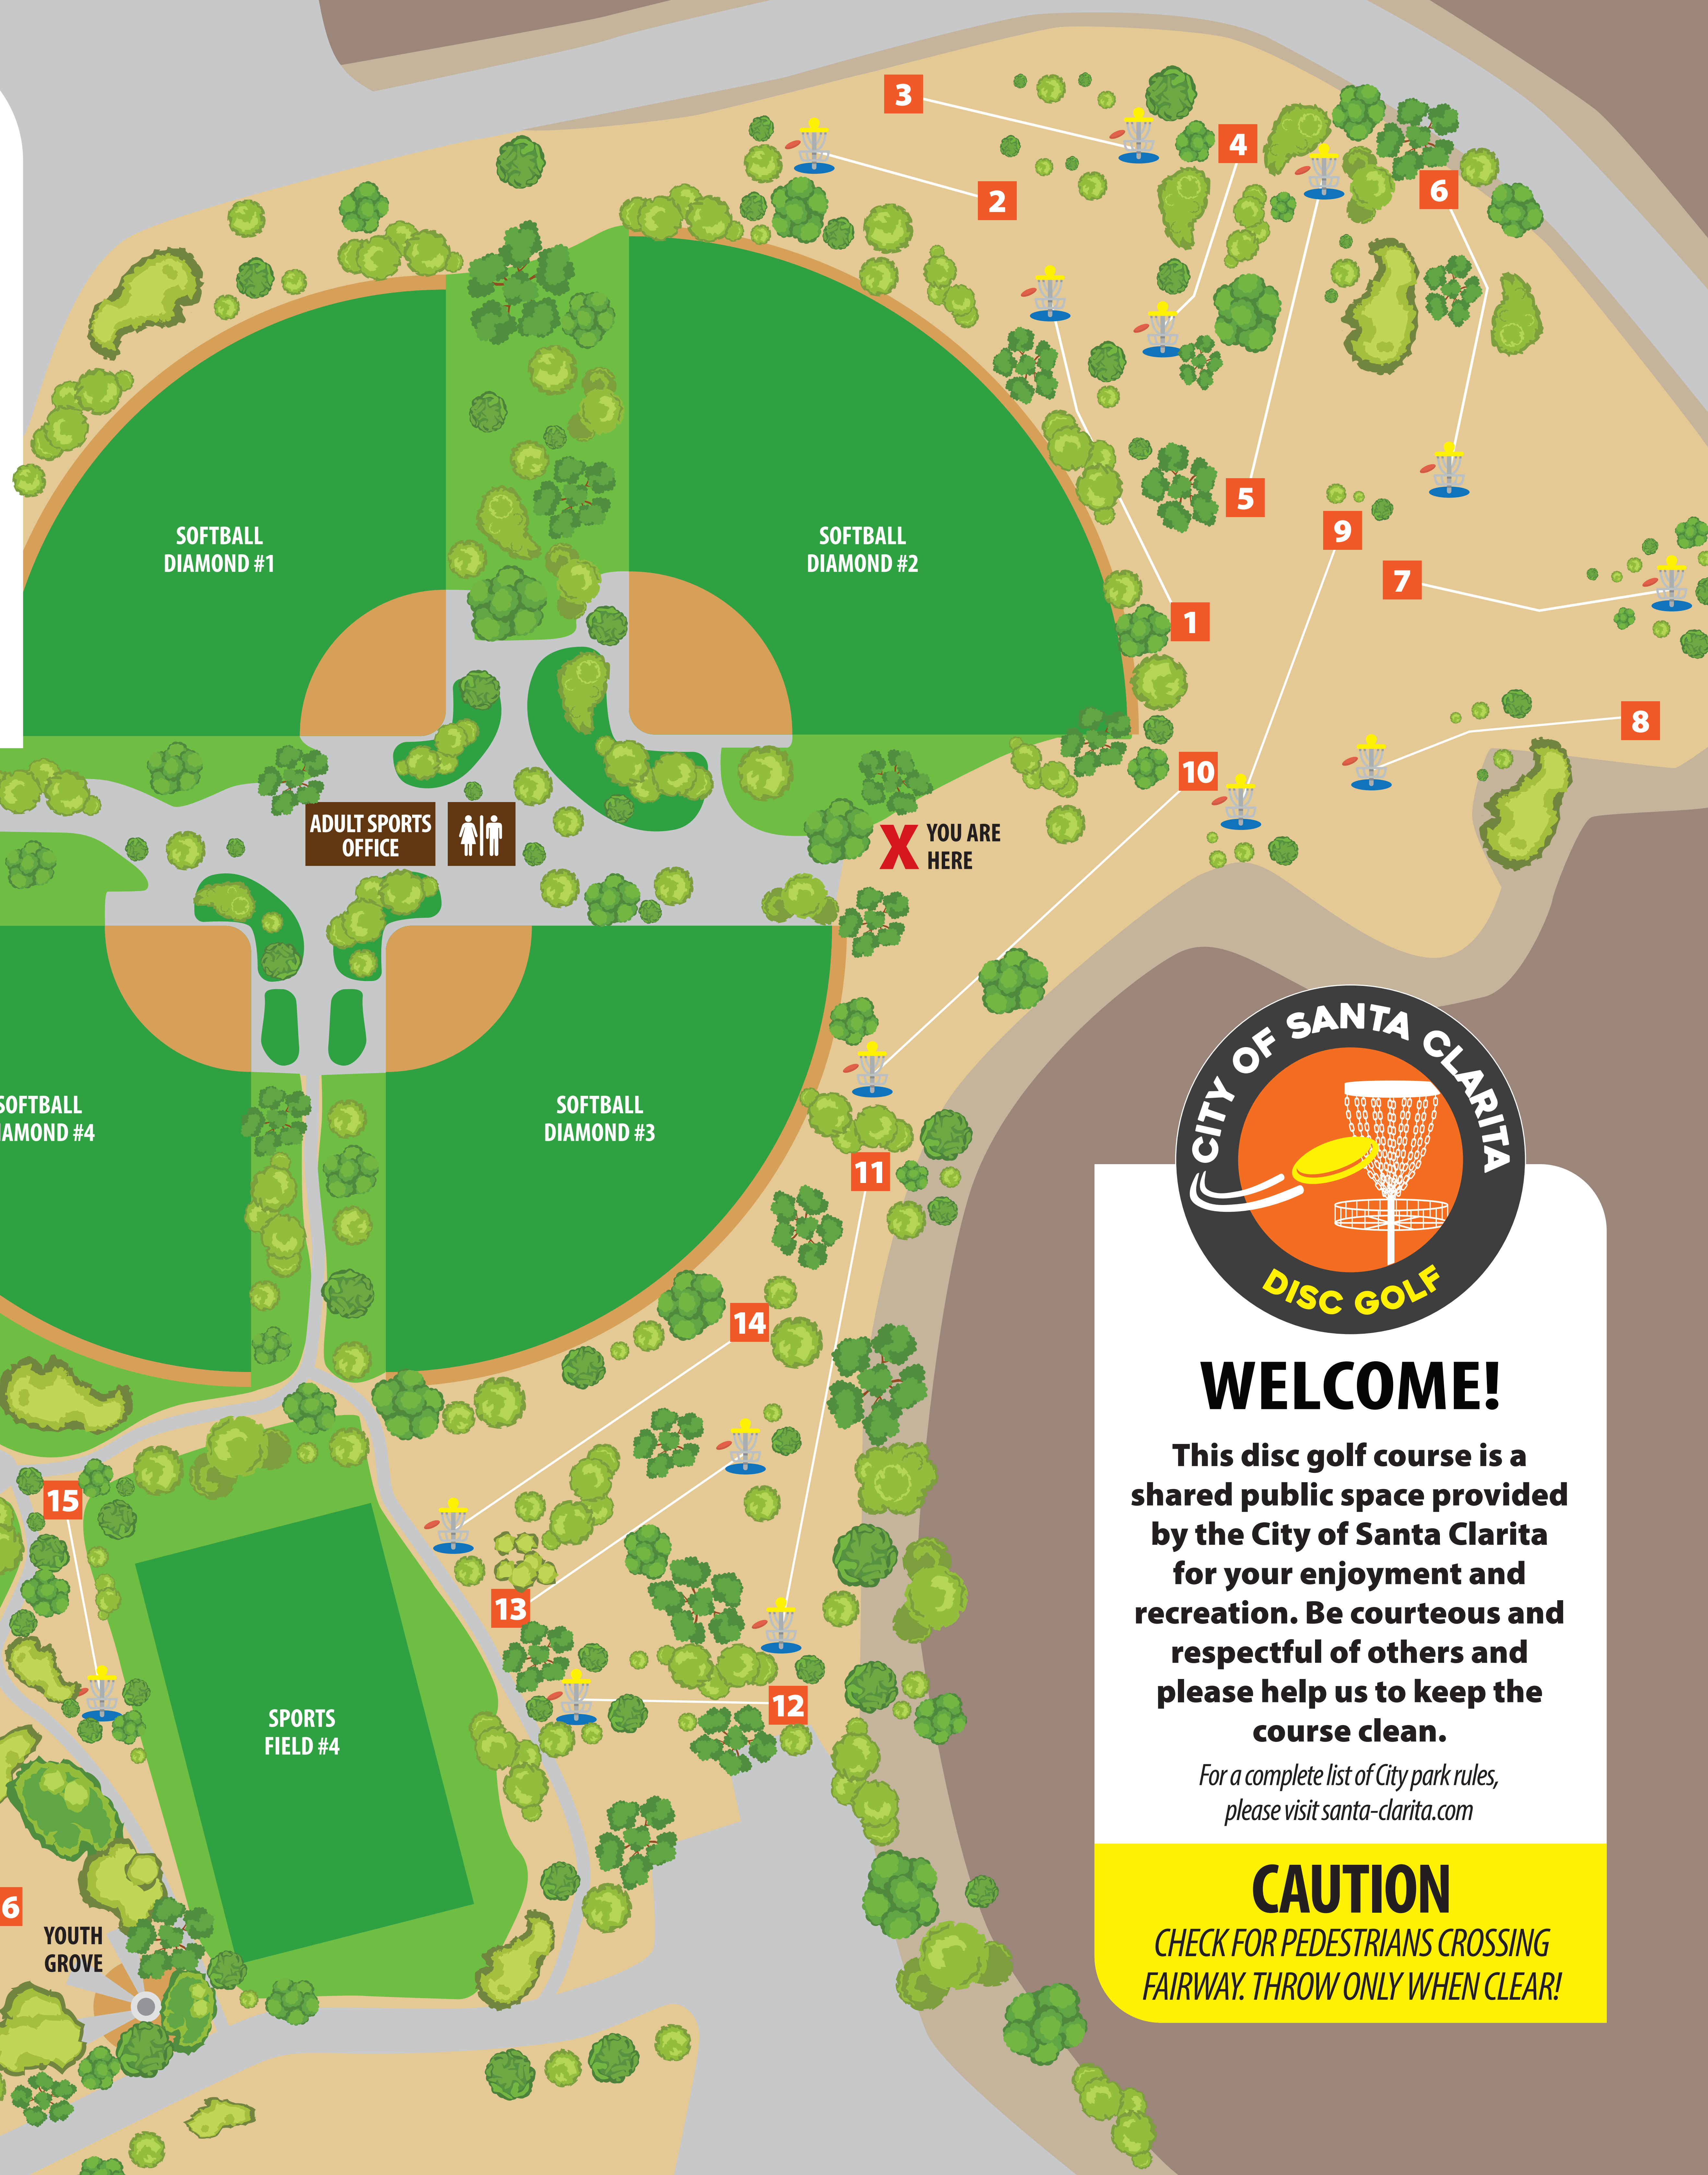 3
4
6
2
SOFTBALL
DIAMOND #1
SOFTBALL
DIAMOND #2
5
9
7
1
8
10
ADULT SPORTS
OFFICE
X
YOU ARE
HERE
SOFTBALL
IAMOND #4
SOFTBALL
DIAMOND #3
11
14
15
13
12
SPORTS
FIELD #4
6
YOUTH
GROVE
CITY OF SANTA CLARITA
DISC GOLF
WELCOME!
This disc golf course is a
shared public space provided
by the City of Santa Clarita
for your enjoyment and
recreation. Be courteous and
respectful of others and
please help us to keep the
course clean.
For a complete list of City park rules,
please visit santa-clarita.com
CAUTION
CHECK FOR PEDESTRIANS CROSSING
FAIRWAY. THROW ONLY WHEN CLEAR!